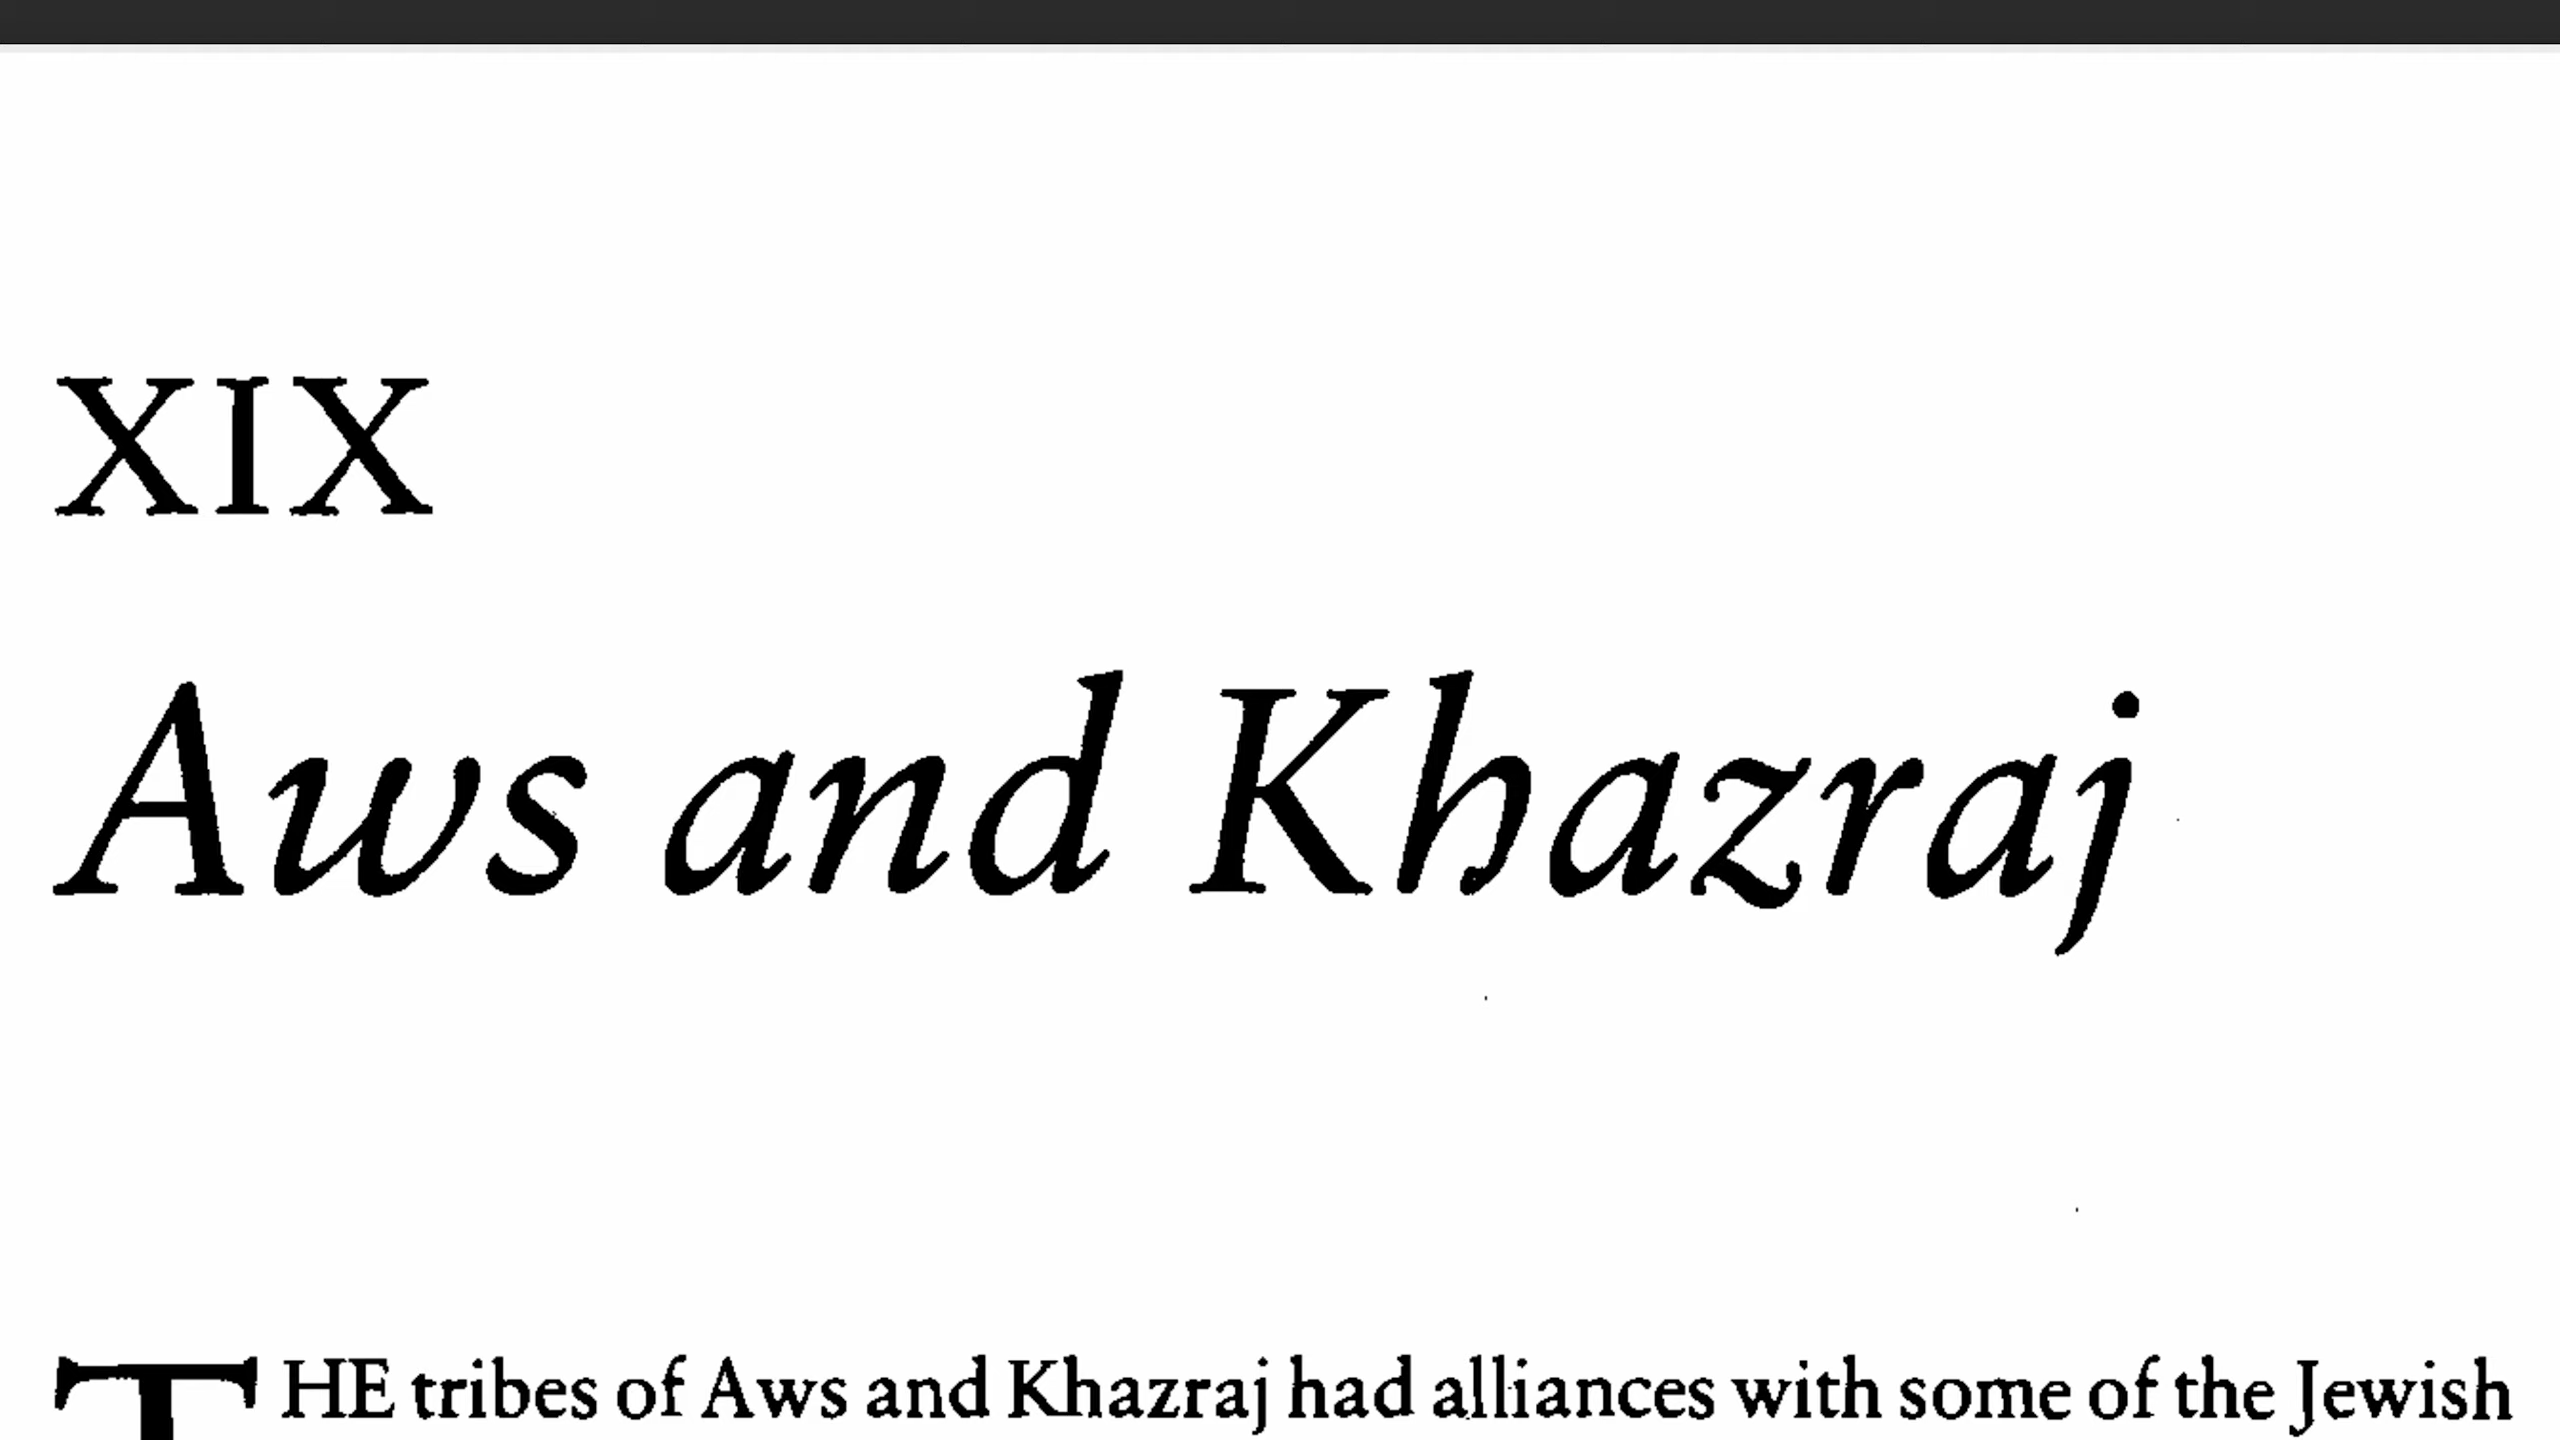 XIX
Aws and Khazraj
THE tribes of Aws and Khazraj had alliances with some of the Jewish